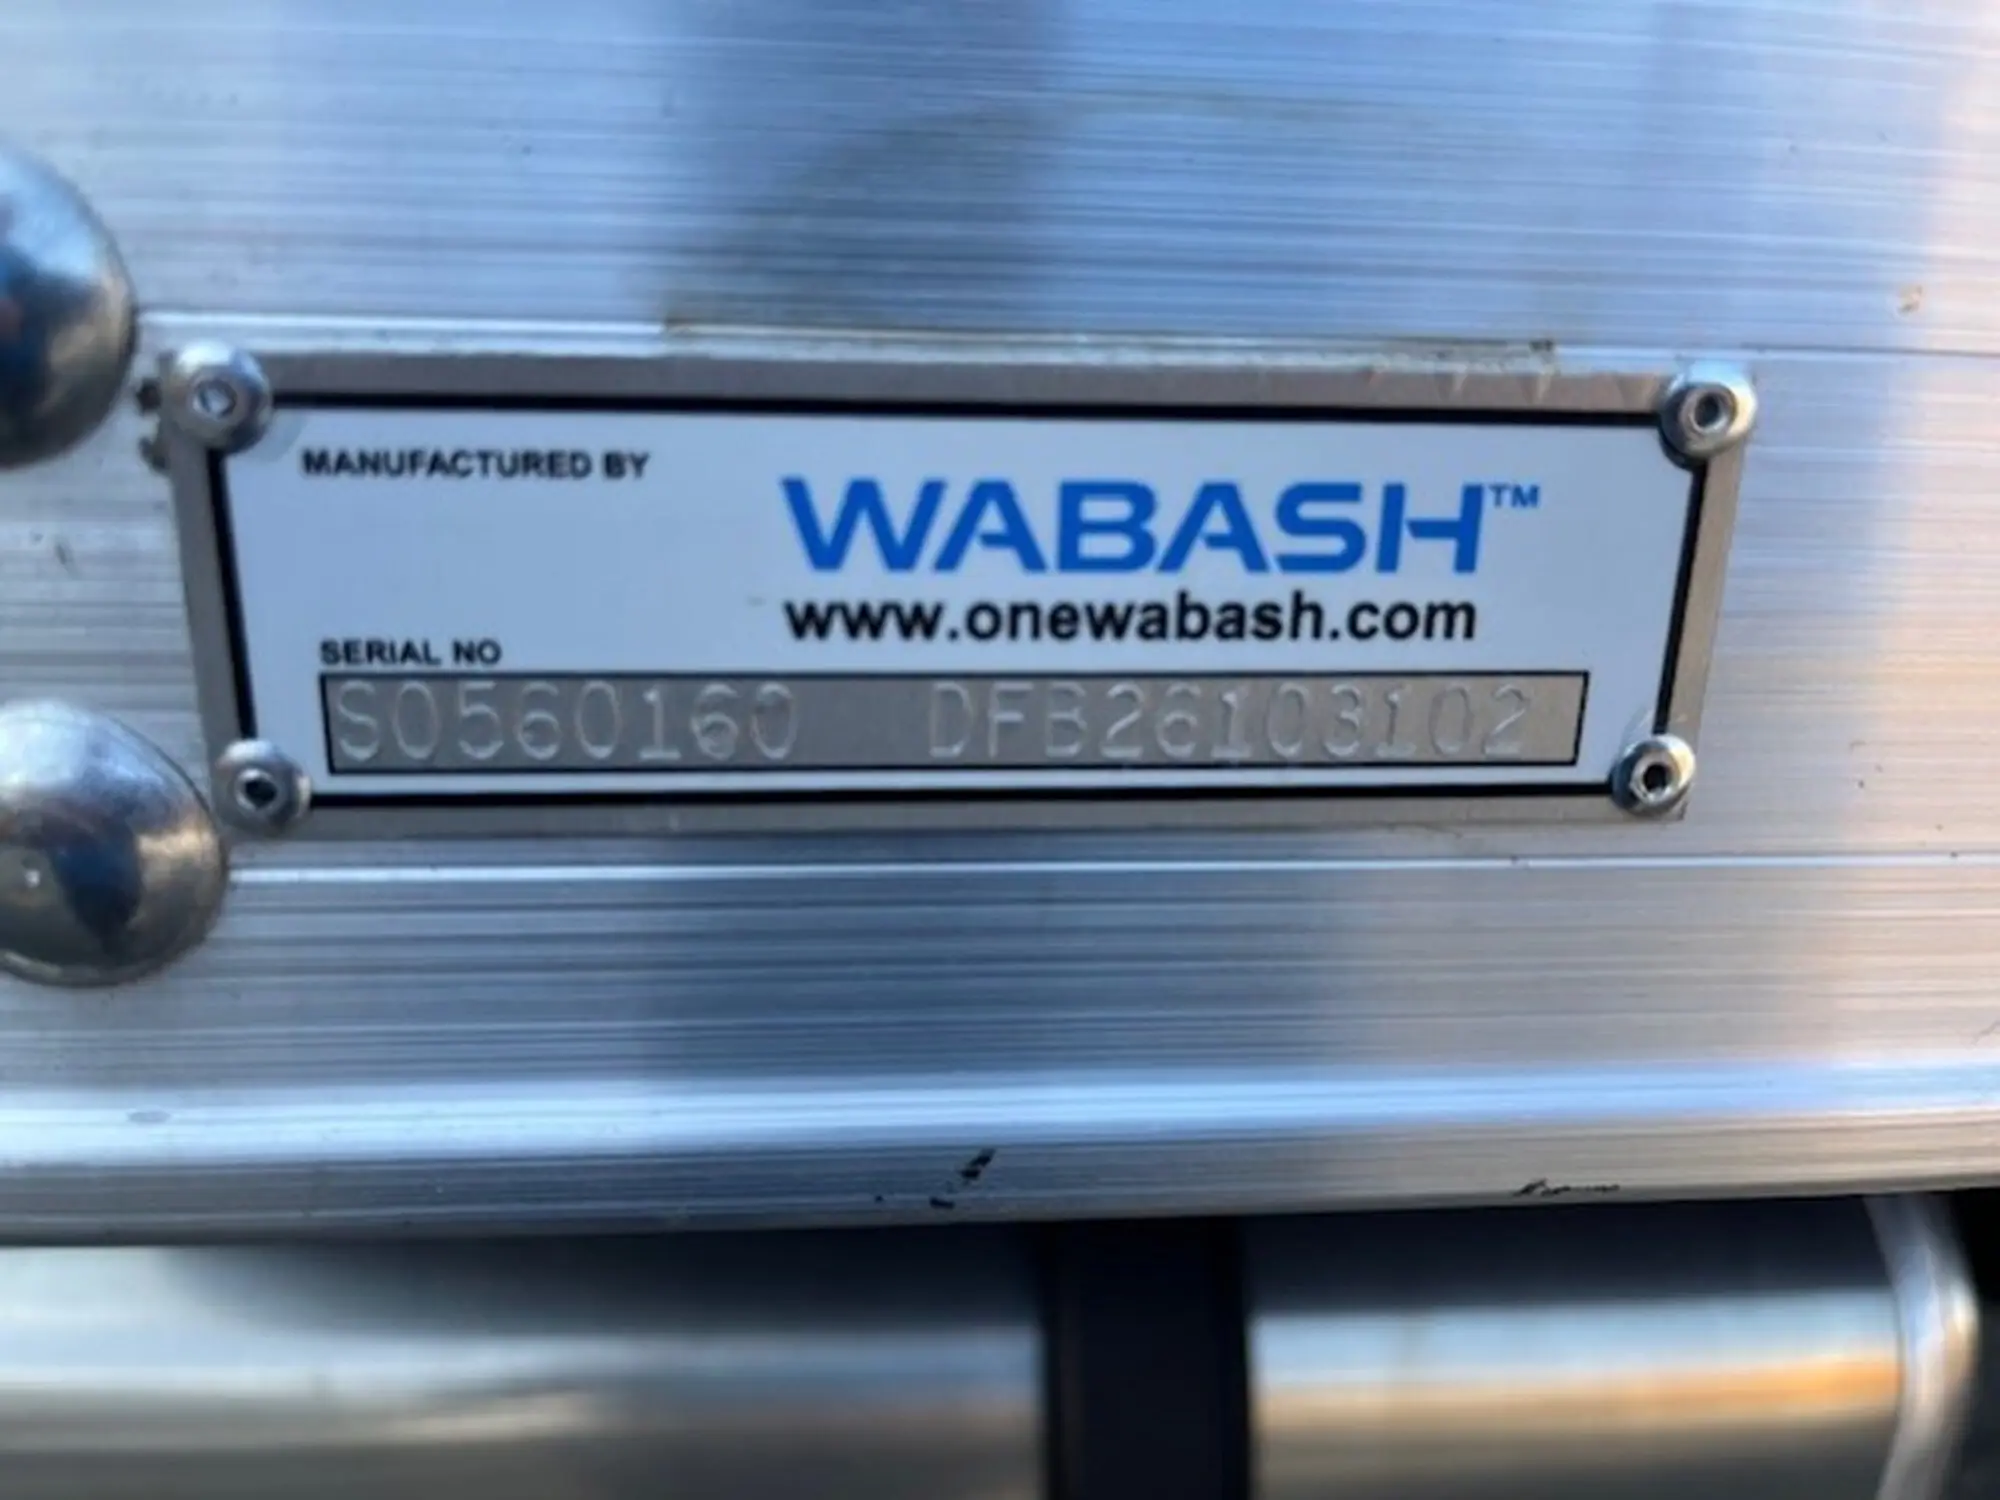 MANUFACTURED BY
WABASH™
www.onewabash.com
SERIAL NO
S0560160 DFB26103102